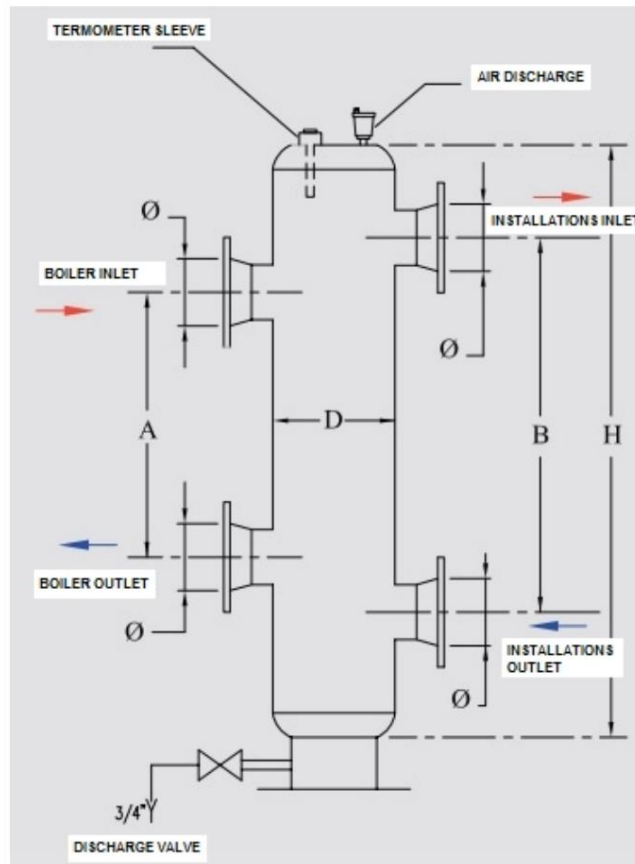 TERMOMETER SLEEVE
AIR DISCHARGE
Ø
INSTALLATIONS INLET
BOILER INLET
Ø
A
D
B
H
BOILER OUTLET
Ø
INSTALLATIONS
OUTLET
Ø
3/4"
DISCHARGE VALVE